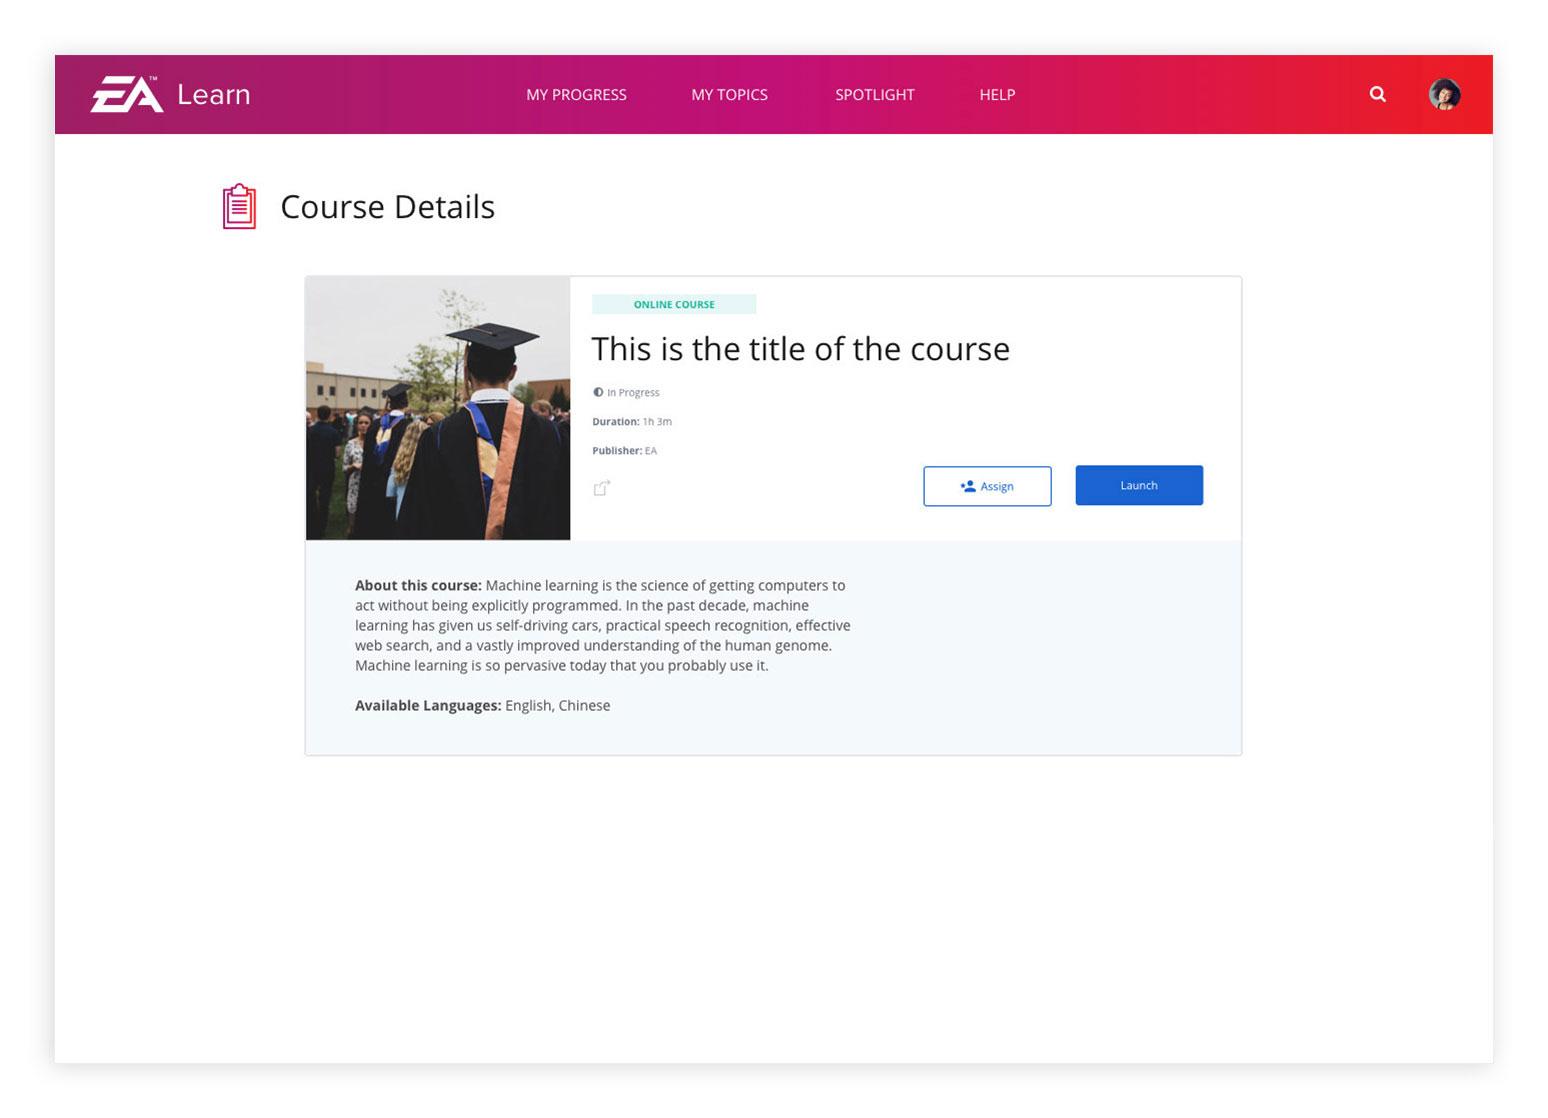 EA™ Learn
MY PROGRESS
MY TOPICS
SPOTLIGHT
HELP
Course Details
ONLINE COURSE
This is the title of the course
In Progress
Duration: 1h 3m
Publisher: EA
Assign
Launch
About this course: Machine learning is the science of getting computers to
act without being explicitly programmed. In the past decade, machine
learning has given us self-driving cars, practical speech recognition, effective
web search, and a vastly improved understanding of the human genome.
Machine learning is so pervasive today that you probably use it.
Available Languages: English, Chinese